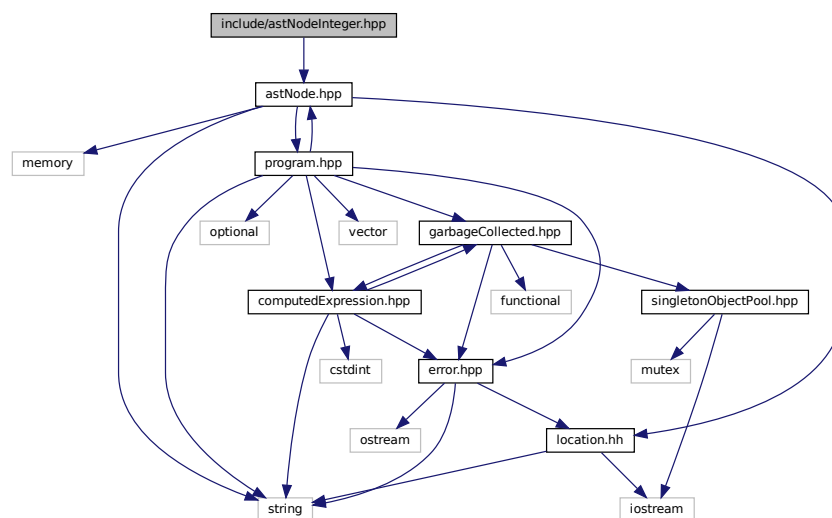 include/astNodeInteger.hpp
astNode.hpp
memory
program.hpp
optional
vector
garbageCollected.hpp
computedExpression.hpp
functional
singletonObjectPool.hpp
cstdint
error.hpp
mutex
ostream
location.hh
string
iostream